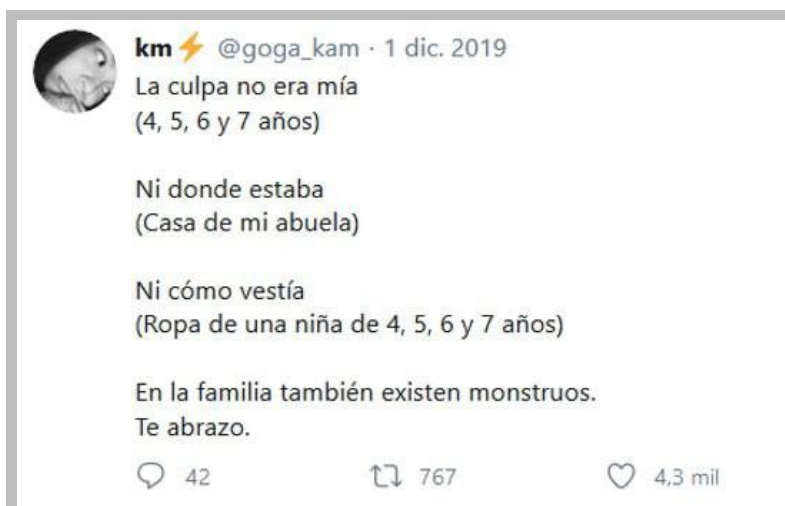 km⚡ @goga_kam · 1 dic. 2019
La culpa no era mía
(4, 5, 6 y 7 años)
Ni donde estaba
(Casa de mi abuela)
Ni cómo vestía
(Ropa de una niña de 4, 5, 6 y 7 años)
En la familia también existen monstruos.
Te abrazo.
42 767 4,3 mil